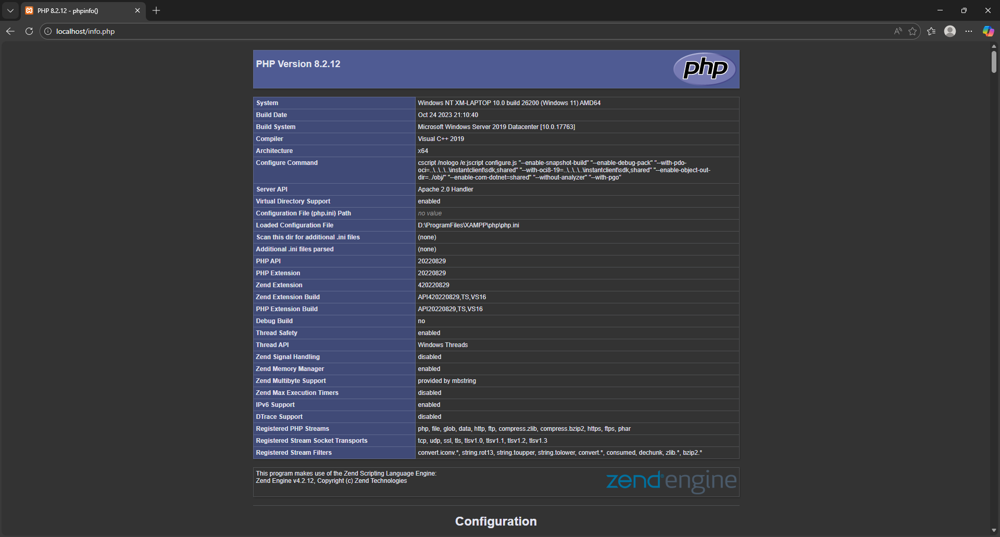 PHP 8.2.12 - phpinfo()
localhost/info.php
PHP Version 8.2.12
php
System Windows NT XM-LAPTOP 10.0 build 26200 (Windows 11) AMD64
Build Date Oct 24 2023 21:10:40
Build System Microsoft Windows Server 2019 Datacenter [10.0.17763]
Compiler Visual C++ 2019
Architecture x64
Configure Command cscript /nologo /e:jscript configure.js "--enable-snapshot-build" "--enable-debug-pack" "--with-pdo-
oci=..\..\..\..\instantclient\sdk,shared" "--with-oci8-19=..\..\..\..\instantclient\sdk,shared" "--enable-object-out-
dir=../obj/" "--enable-com-dotnet=shared" "--without-analyzer" "--with-pgo"
Server API Apache 2.0 Handler
Virtual Directory Support enabled
Configuration File (php.ini) Path no value
Loaded Configuration File D:\ProgramFiles\XAMPP\php\php.ini
Scan this dir for additional .ini files (none)
Additional .ini files parsed (none)
PHP API 20220829
PHP Extension 20220829
Zend Extension 420220829
Zend Extension Build API420220829,TS,VS16
PHP Extension Build API20220829,TS,VS16
Debug Build no
Thread Safety enabled
Thread API Windows Threads
Zend Signal Handling disabled
Zend Memory Manager enabled
Zend Multibyte Support provided by mbstring
Zend Max Execution Timers disabled
IPv6 Support enabled
DTrace Support disabled
Registered PHP Streams php, file, glob, data, http, ftp, compress.zlib, compress.bzip2, https, ftps, phar
Registered Stream Socket Transports tcp, udp, ssl, tls, tlsv1.0, tlsv1.1, tlsv1.2, tlsv1.3
Registered Stream Filters convert.iconv.*, string.rot13, string.toupper, string.tolower, convert.*, consumed, dechunk, zlib.*, bzip2.*
This program makes use of the Zend Scripting Language Engine:
Zend Engine v4.2.12, Copyright (c) Zend Technologies
zend engine
Configuration